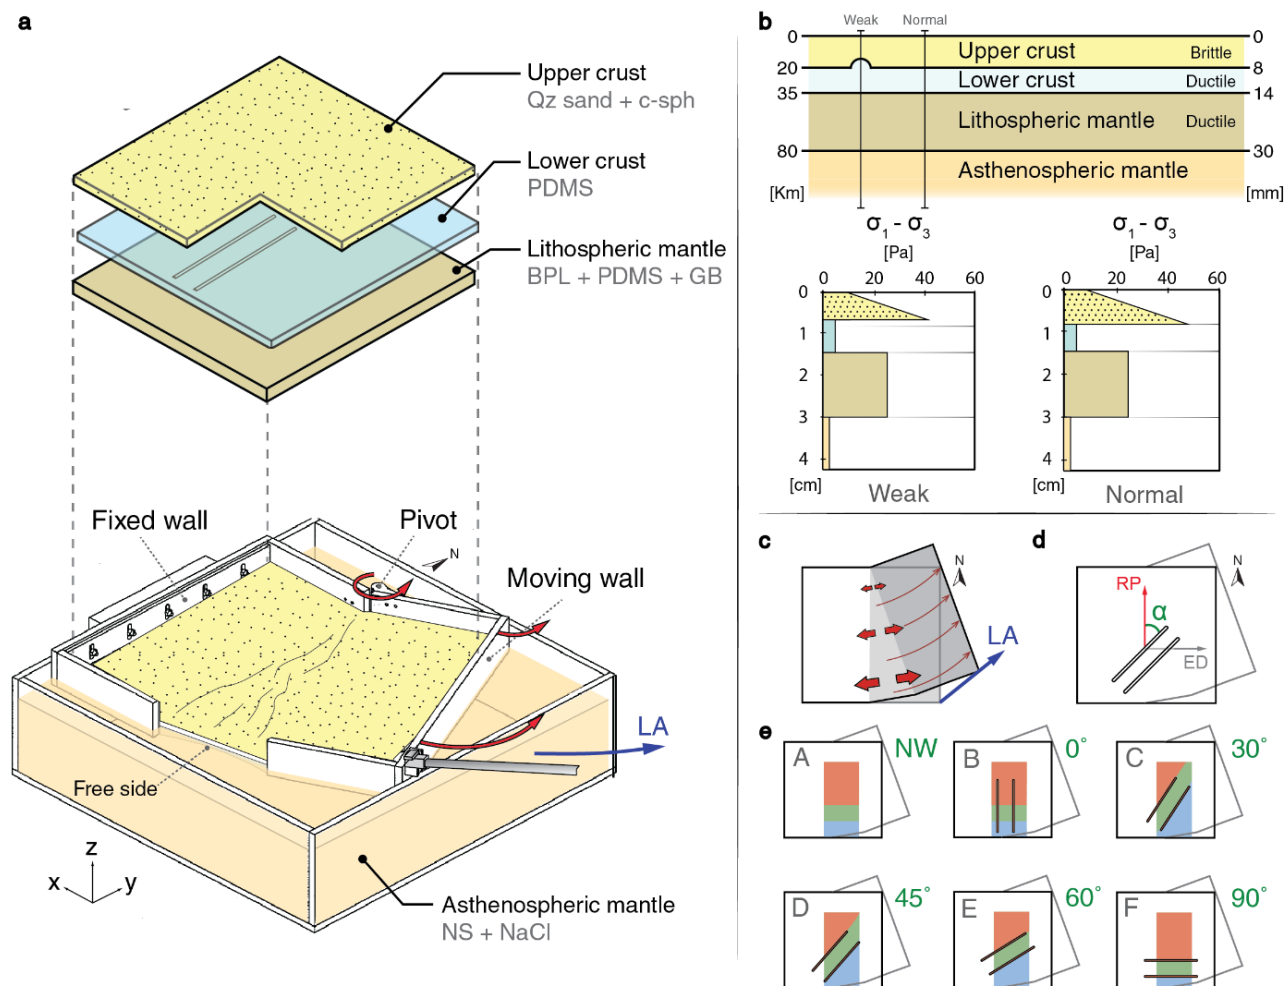 a
Upper crust
Qz sand + c-sph
Lower crust
PDMS
Lithospheric mantle
BPL + PDMS + GB
Fixed wall
Pivot
N
Moving wall
LA
Free side
z
x
y
Asthenospheric mantle
NS + NaCl
b
Weak
Normal
0
Upper crust
Brittle
0
20
Lower crust
Ductile
8
35
14
Lithospheric mantle
Ductile
80
30
Asthenospheric mantle
[Km]
[mm]
σ1 - σ3
[Pa]
0 20 40 60
0
1
2
3
4
[cm]
Weak
σ1 - σ3
[Pa]
0 20 40 60
0
1
2
3
4
[cm]
Normal
c
N
LA
d
N
RP
α
ED
e
A
NW
B
0°
C
30°
D
45°
E
60°
F
90°